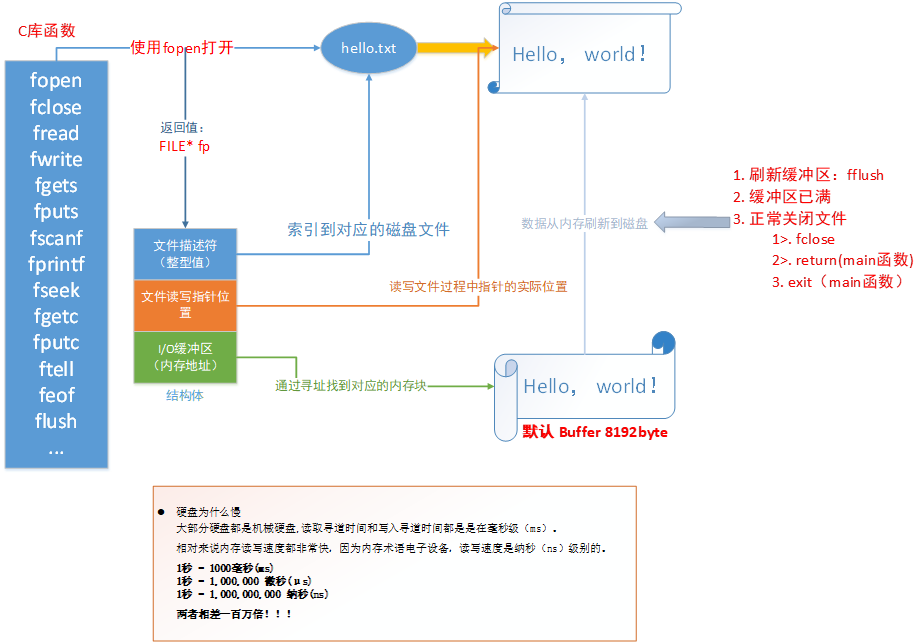 C库函数
fopen
fclose
fread
fwrite
fgets
fputs
fscanf
fprintf
fseek
fgetc
fputc
ftell
feof
flush
...
使用fopen打开
hello.txt
Hello， world！
返回值：
FILE* fp
文件描述符
（整型值）
文件读写指针位
置
I/O缓冲区
（内存地址）
结构体
索引到对应的磁盘文件
读写文件过程中指针的实际位置
通过寻址找到对应的内存块
数据从内存刷新到磁盘
1. 刷新缓冲区：fflush
2. 缓冲区已满
3. 正常关闭文件
1>. fclose
2>. return(main函数)
3. exit（main函数）
Hello， world！
默认 Buffer 8192byte
● 硬盘为什么慢
大部分硬盘都是机械硬盘,读取寻道时间和写入寻道时间都是是在毫秒级（ms）。
相对来说内存读写速度都非常快，因为内存术语电子设备，读写速度是纳秒（ns）级别的。
1秒 = 1000毫秒(ms)
1秒 = 1,000,000 微秒(μs)
1秒 = 1,000,000,000 纳秒(ns)
两者相差一百万倍！！！